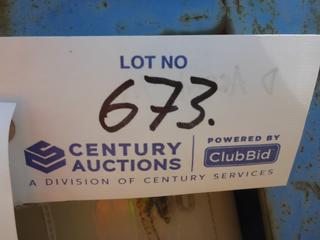 LOT NO
673.
CENTURY AUCTIONS
POWERED BY
ClubBid
A DIVISION OF CENTURY SERVICES